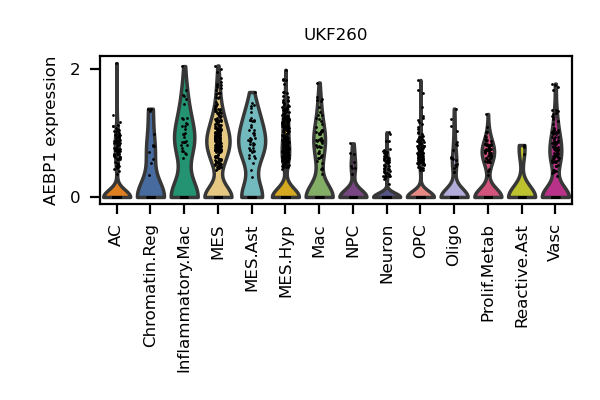 UKF260
AEBP1 expression
2
0
AC
Chromatin.Reg
Inflammatory.Mac
MES
MES.Ast
MES.Hyp
Mac
NPC
Neuron
OPC
Oligo
Prolif.Metab
Reactive.Ast
Vasc